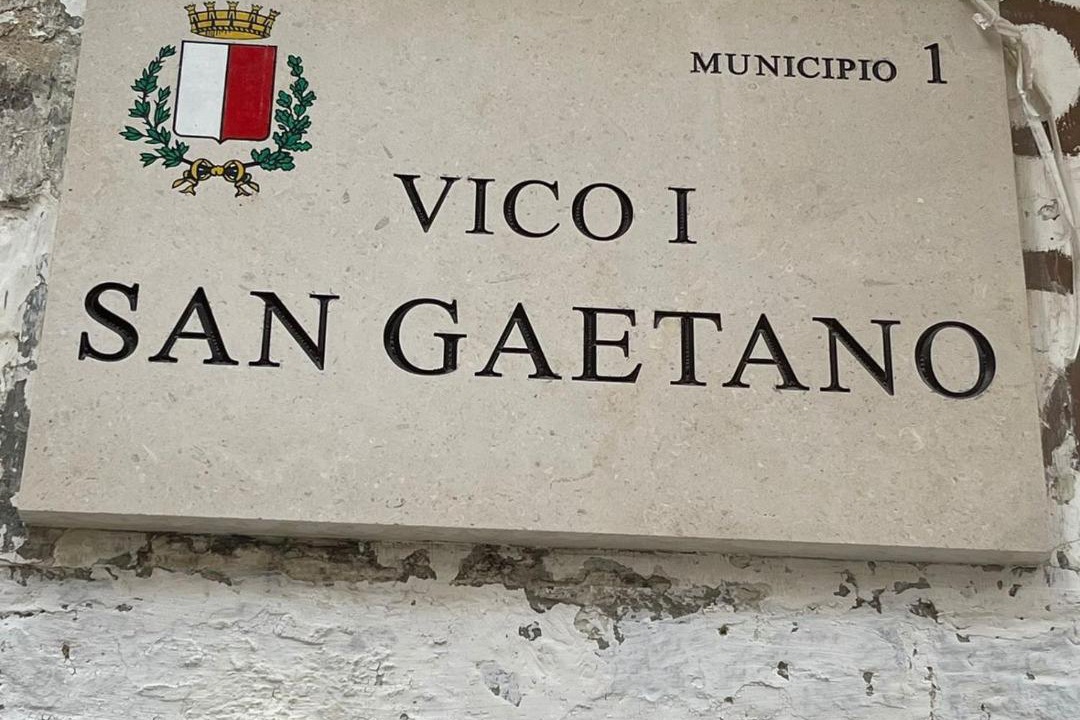 MUNICIPIO 1
VICO I
SAN GAETANO